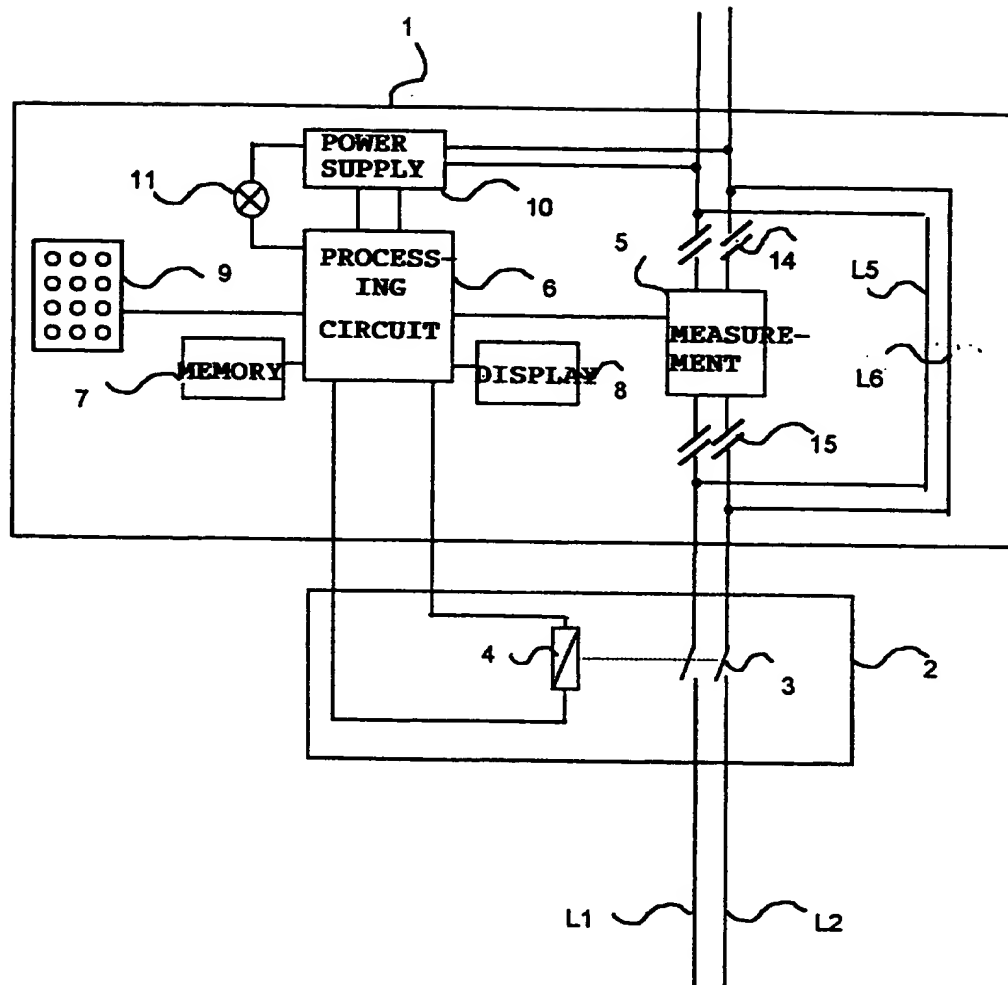 1
POWER
SUPPLY
11
10
5
14
9
PROCESS-
ING
CIRCUIT
6
L5
MEASURE-
MENT
7
MEMORY
DISPLAY
8
L6
15
4
3
2
L1
L2